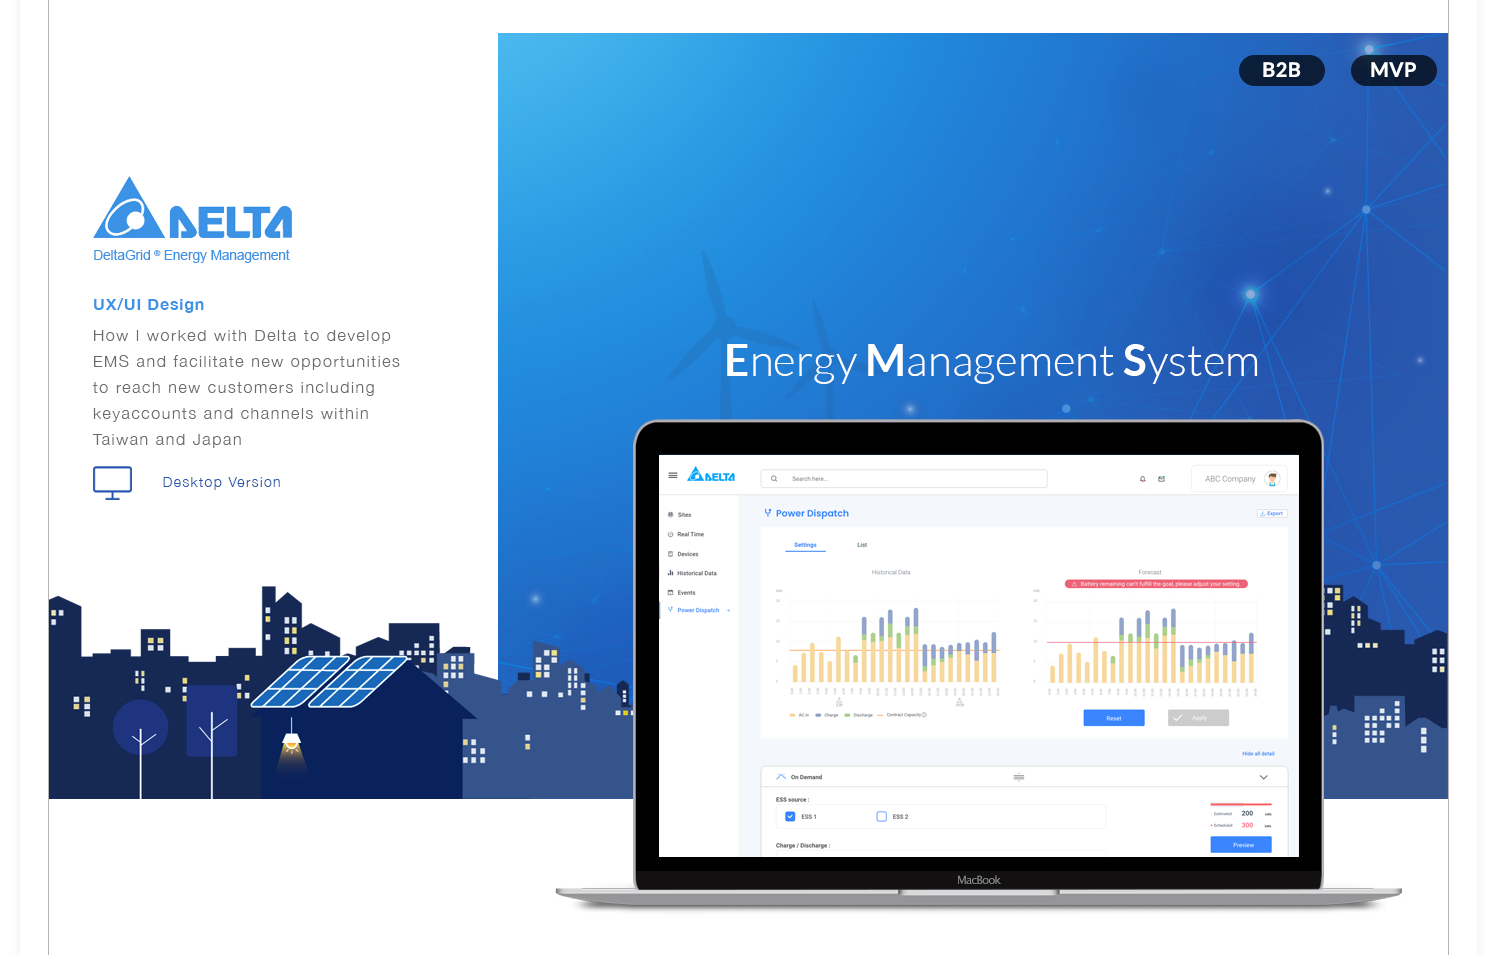 B2B
MVP
DELTA
DeltaGrid ® Energy Management
UX/UI Design
How I worked with Delta to develop
EMS and facilitate new opportunities
to reach new customers including
keyaccounts and channels within
Taiwan and Japan
Desktop Version
Energy Management System
DELTA
Search here...
ABC Company
Sites
Real Time
Devices
Historical Data
Events
Power Dispatch
Power Dispatch
Export
Settings
List
Historical Data
Forecast
Battery remaining can't fulfill the goal, please adjust your setting.
AC in
Charge
Discharge
Contract Capacity
Reset
Apply
Hide all detail
On Demand
ESS source :
ESS 1
ESS 2
Estimated 200
Scheduled 300
Preview
Charge / Discharge :
MacBook